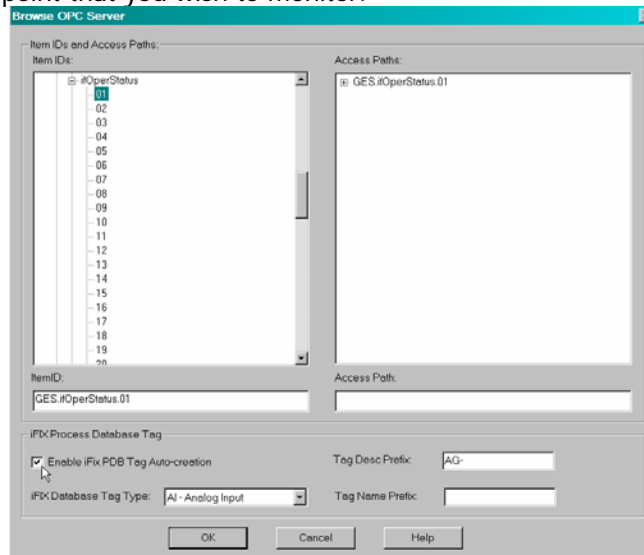 point that you wish to monitor.
Browse OPC Server
Item IDs and Access Paths:
Item IDs:
Access Paths:
ifOperStatus
01
02
03
04
05
06
07
08
09
10
11
12
13
14
15
16
17
18
19
20
GES.ifOperStatus.01
ItemID:
GES.ifOperStatus.01
Access Path:
iFIX Process Database Tag
Enable iFix PDB Tag Auto-creation
Tag Desc Prefix:
AG-
iFIX Database Tag Type:
AI - Analog Input
Tag Name Prefix:
OK
Cancel
Help